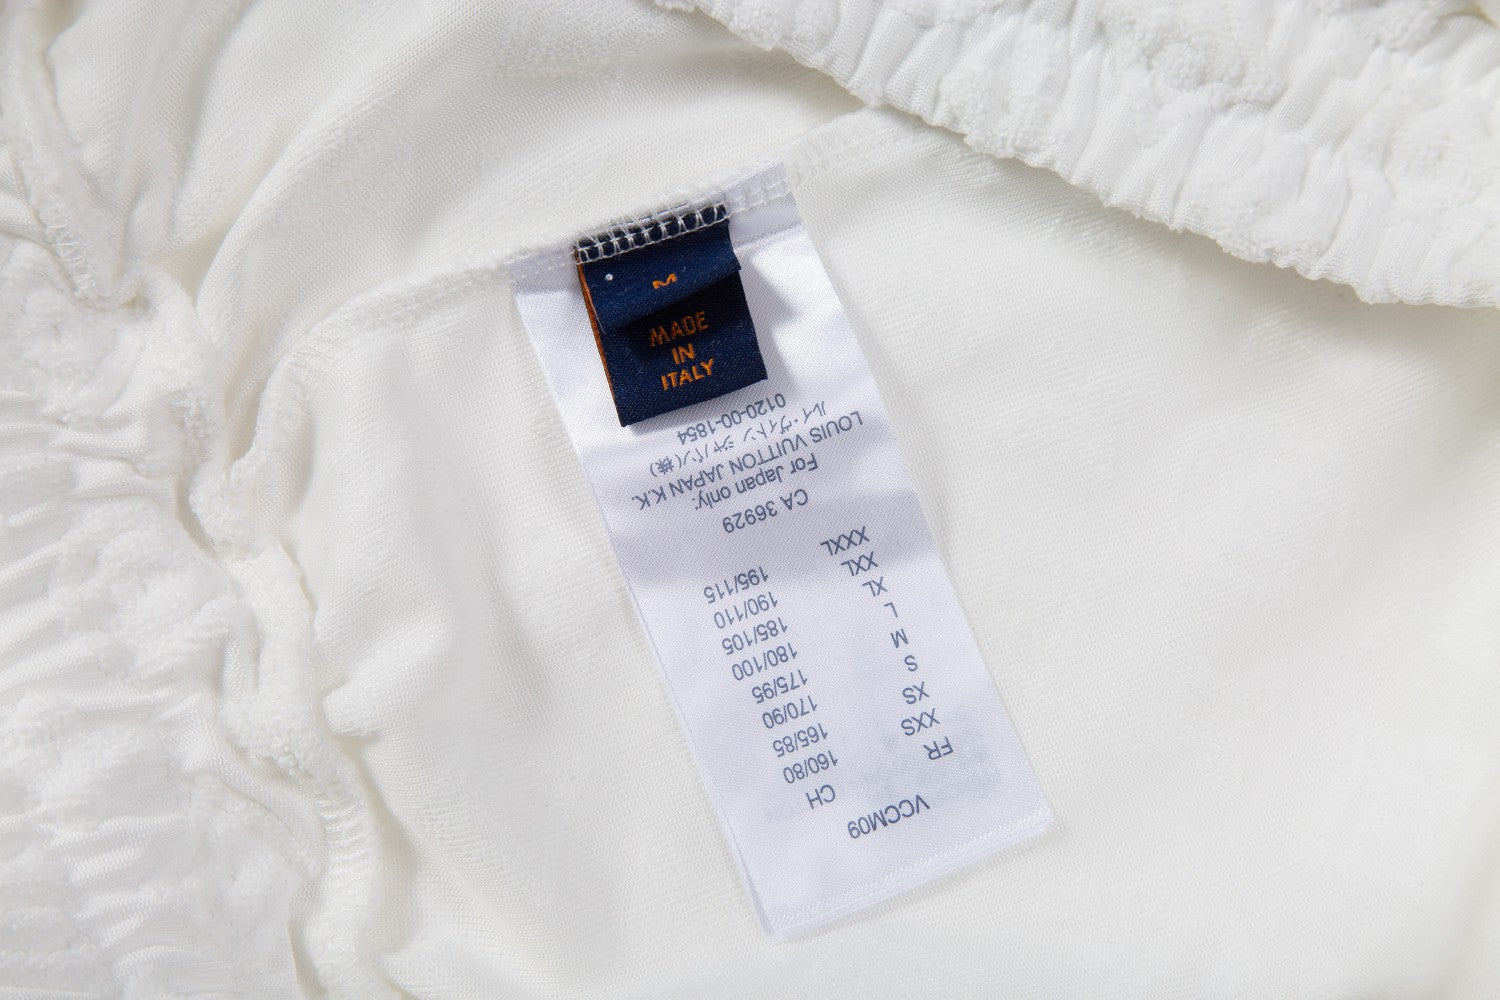 M
MADE
IN
ITALY
VCCM09
FR CH
XXS 160/80
XS 165/85
S 170/90
M 175/95
L 180/100
XL 185/105
XXL 190/110
XXXL 195/115
CA 36929
For Japan only:
LOUIS VUITTON JAPAN K.K.
ルイ・ヴィトン ジャパン(株)
0120-00-1854